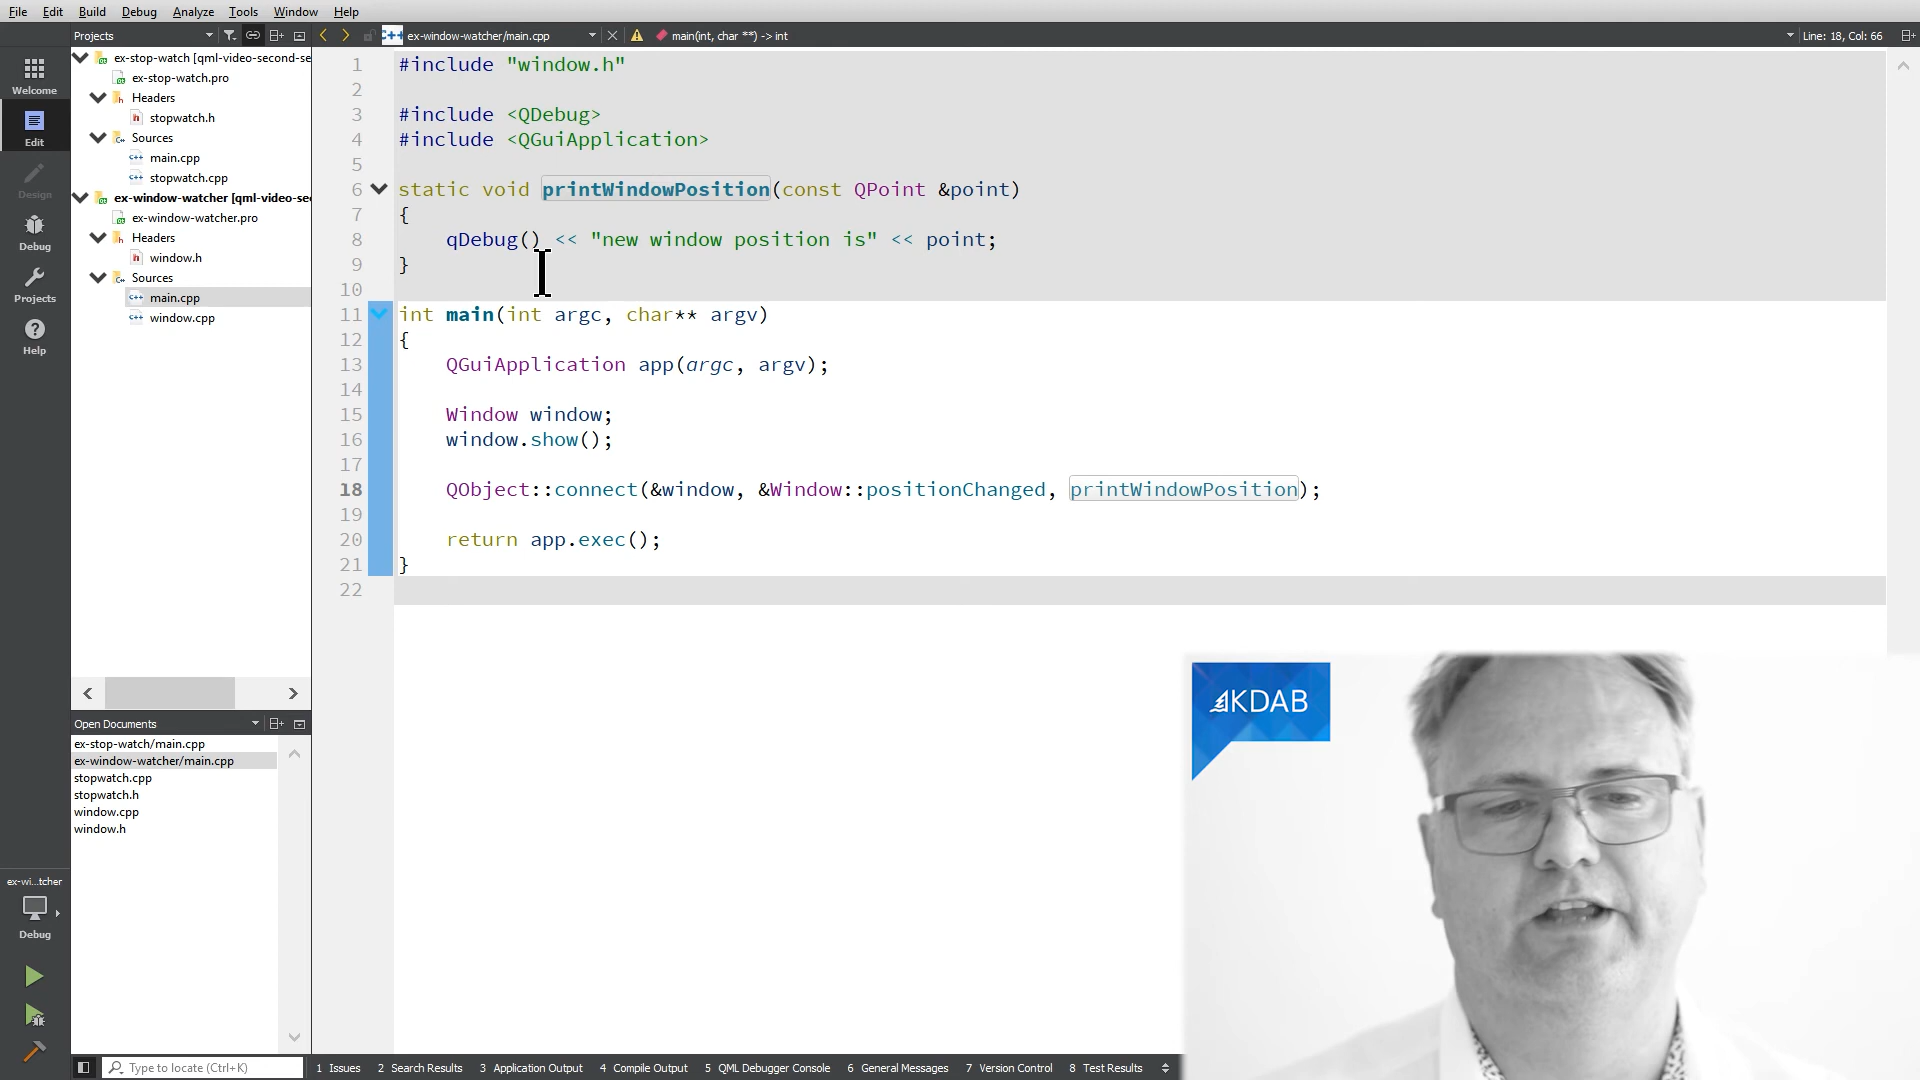 File Edit Build Debug Analyze Tools Window Help
Projects
ex-window-watcher/main.cpp
main(int, char **) -> int
Line: 18, Col: 66
Welcome
Edit
Design
Debug
Projects
Help
ex-stop-watch [qml-video-second-se
ex-stop-watch.pro
Headers
stopwatch.h
Sources
main.cpp
stopwatch.cpp
ex-window-watcher [qml-video-se
ex-window-watcher.pro
Headers
window.h
Sources
main.cpp
window.cpp
1 #include "window.h"
2
3 #include <QDebug>
4 #include <QGuiApplication>
5
6 static void printWindowPosition(const QPoint &point)
7 {
8 qDebug() << "new window position is" << point;
9 }
10
11 int main(int argc, char** argv)
12 {
13 QGuiApplication app(argc, argv);
14
15 Window window;
16 window.show();
17
18 QObject::connect(&window, &Window::positionChanged, printWindowPosition);
19
20 return app.exec();
21 }
22
Open Documents
ex-stop-watch/main.cpp
ex-window-watcher/main.cpp
stopwatch.cpp
stopwatch.h
window.cpp
window.h
ex-wi...tcher
Debug
KDAB
Type to locate (Ctrl+K)
1 Issues 2 Search Results 3 Application Output 4 Compile Output 5 QML Debugger Console 6 General Messages 7 Version Control 8 Test Results